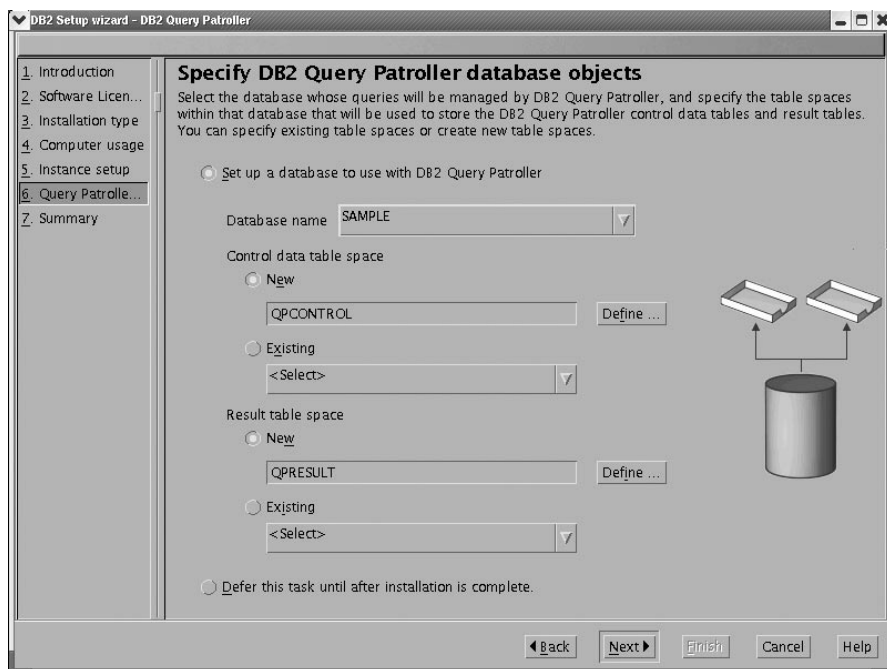 DB2 Setup wizard - DB2 Query Patroller
1. Introduction
2. Software Licen...
3. Installation type
4. Computer usage
5. Instance setup
6. Query Patrolle...
7. Summary
Specify DB2 Query Patroller database objects
Select the database whose queries will be managed by DB2 Query Patroller, and specify the table spaces
within that database that will be used to store the DB2 Query Patroller control data tables and result tables.
You can specify existing table spaces or create new table spaces.
Set up a database to use with DB2 Query Patroller
Database name SAMPLE
Control data table space
New
QPCONTROL Define ...
Existing
<Select>
Result table space
New
QPRESULT Define ...
Existing
<Select>
Defer this task until after installation is complete.
Back Next Finish Cancel Help